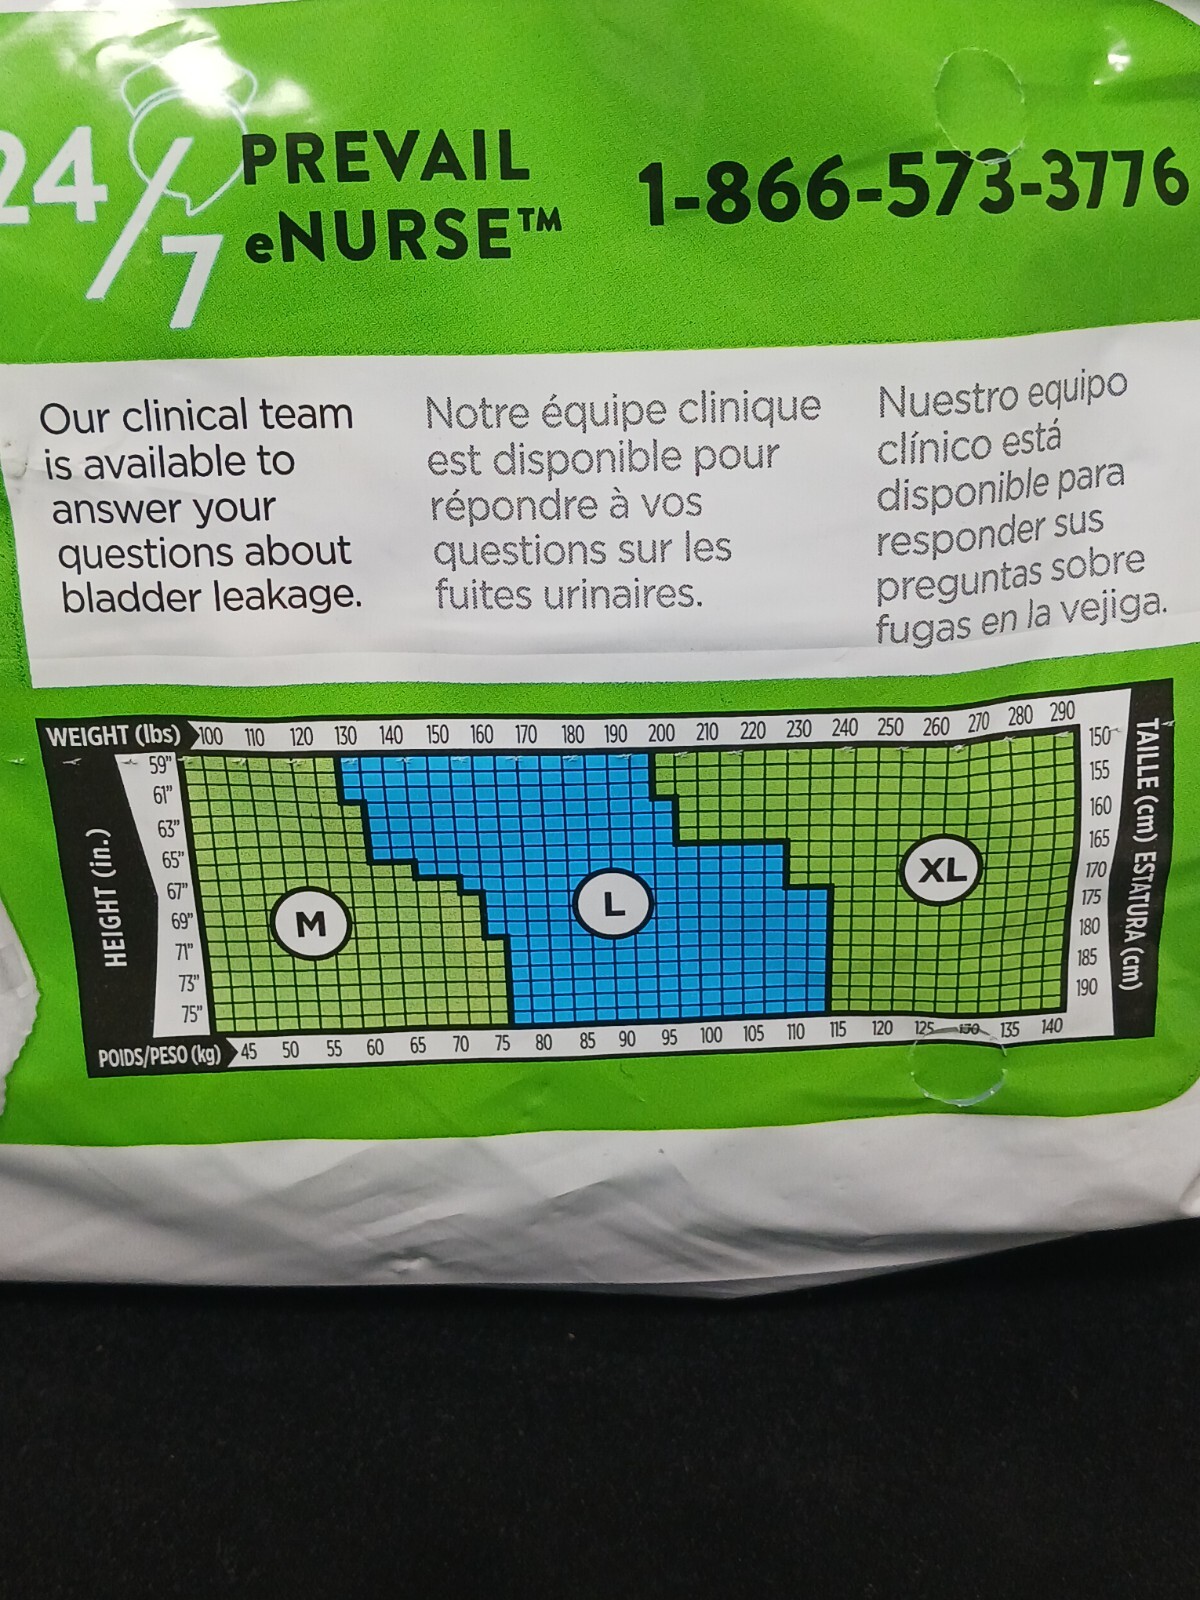 24/7 PREVAIL
eNURSE™
1-866-573-3776
Our clinical team
is available to
answer your
questions about
bladder leakage.
Notre équipe clinique
est disponible pour
répondre à vos
questions sur les
fuites urinaires.
Nuestro equipo
clínico está
disponible para
responder sus
preguntas sobre
fugas en la vejiga.
WEIGHT (lbs) 100 110 120 130 140 150 160 170 180 190 200 210 220 230 240 250 260 270 280 290
HEIGHT (in.)
59"
61"
63"
65"
67"
69"
71"
73"
75"
M
L
XL
150
155
160
165
170
175
180
185
190
TAILLE (cm) ESTATURA (cm)
POIDS/PESO (kg) 45 50 55 60 65 70 75 80 85 90 95 100 105 110 115 120 125 130 135 140